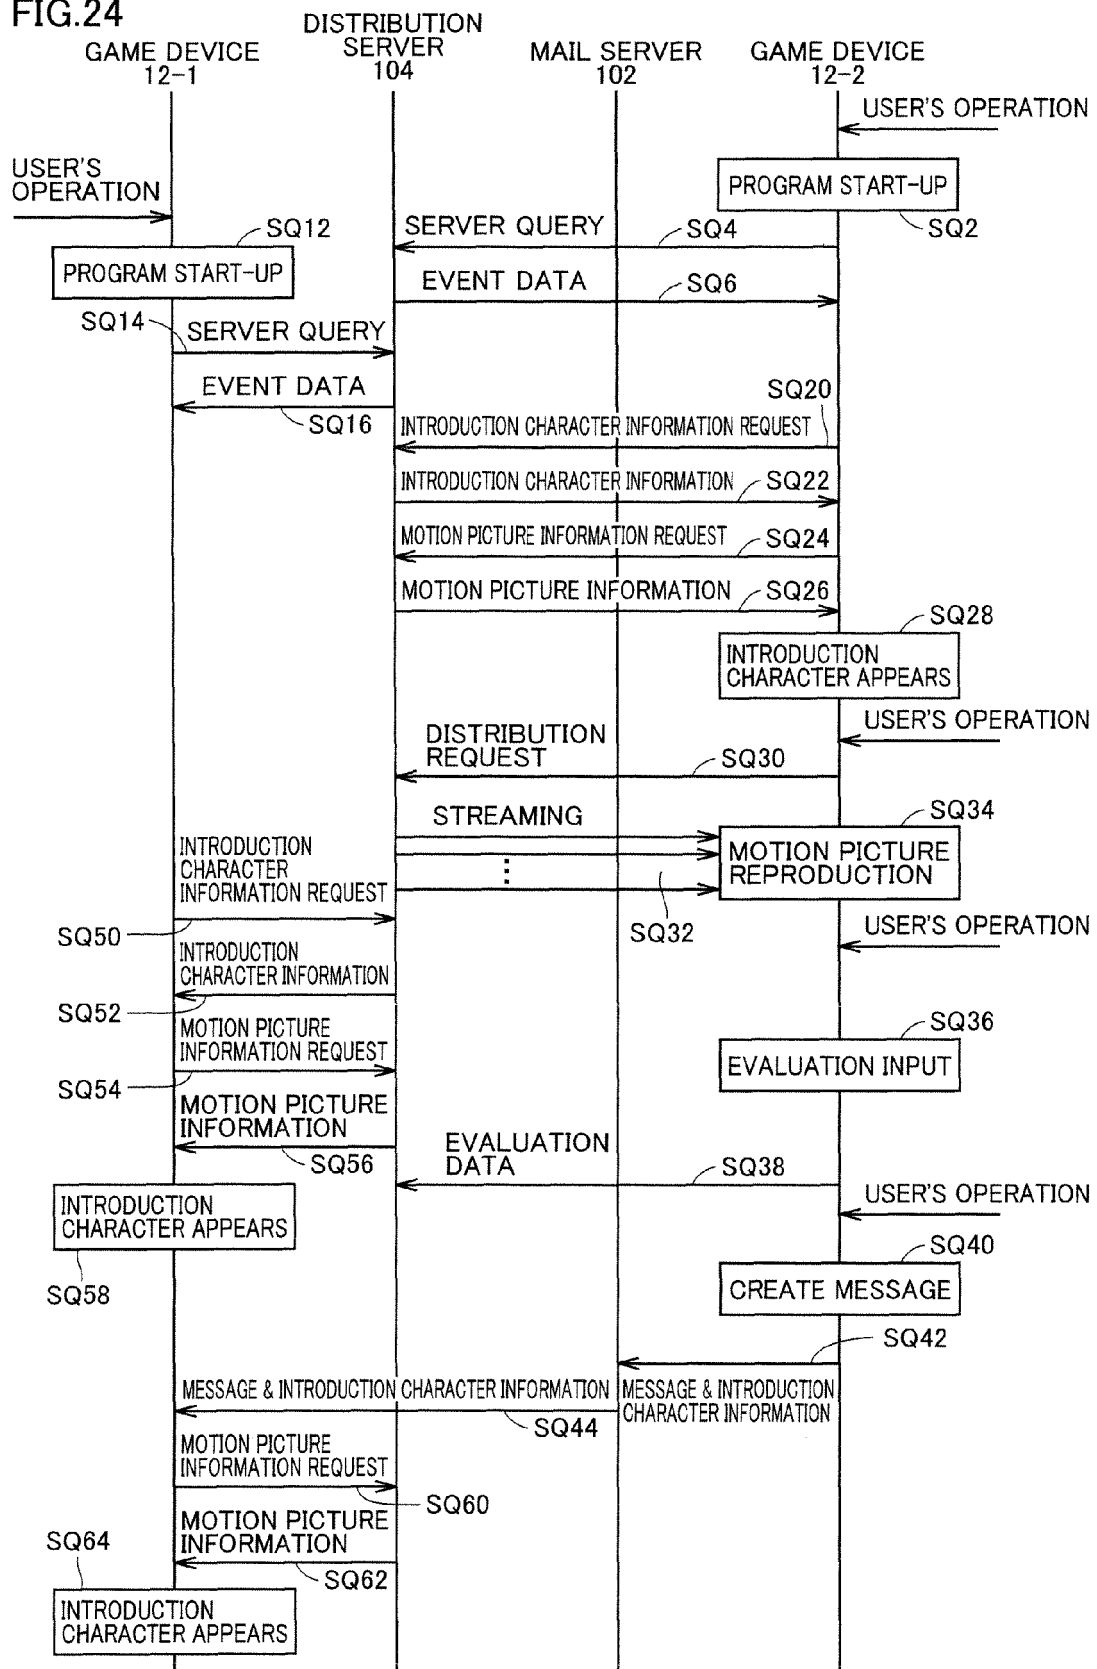 FIG.24
GAME DEVICE
12-1
DISTRIBUTION
SERVER
104
MAIL SERVER
102
GAME DEVICE
12-2
USER'S OPERATION
PROGRAM START-UP
SQ2
USER'S
OPERATION
SQ12
PROGRAM START-UP
SERVER QUERY
SQ4
EVENT DATA
SQ6
SQ14
SERVER QUERY
EVENT DATA
SQ16
SQ20
INTRODUCTION CHARACTER INFORMATION REQUEST
INTRODUCTION CHARACTER INFORMATION
SQ22
MOTION PICTURE INFORMATION REQUEST
SQ24
MOTION PICTURE INFORMATION
SQ26
SQ28
INTRODUCTION
CHARACTER APPEARS
USER'S OPERATION
DISTRIBUTION
REQUEST
SQ30
STREAMING
SQ34
MOTION PICTURE
REPRODUCTION
SQ32
INTRODUCTION
CHARACTER
INFORMATION REQUEST
SQ50
USER'S OPERATION
INTRODUCTION
CHARACTER INFORMATION
SQ52
MOTION PICTURE
INFORMATION REQUEST
SQ54
SQ36
EVALUATION INPUT
MOTION PICTURE
INFORMATION
SQ56
EVALUATION
DATA
SQ38
USER'S OPERATION
INTRODUCTION
CHARACTER APPEARS
SQ58
SQ40
CREATE MESSAGE
SQ42
MESSAGE & INTRODUCTION CHARACTER INFORMATION
SQ44
MESSAGE & INTRODUCTION
CHARACTER INFORMATION
MOTION PICTURE
INFORMATION REQUEST
SQ60
MOTION PICTURE
INFORMATION
SQ62
SQ64
INTRODUCTION
CHARACTER APPEARS